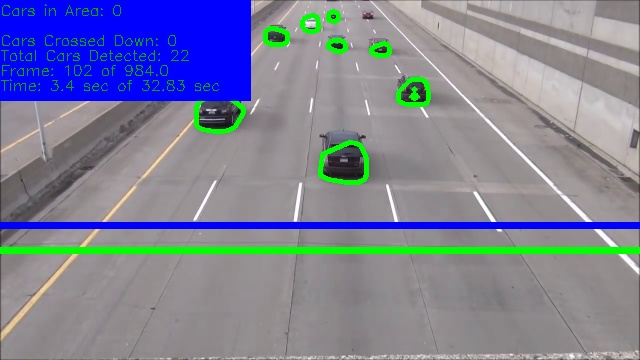 Cars in Area: 0
Cars Crossed Down: 0
Total Cars Detected: 22
Frame: 102 of 984.0
Time: 3.4 sec of 32.83 sec